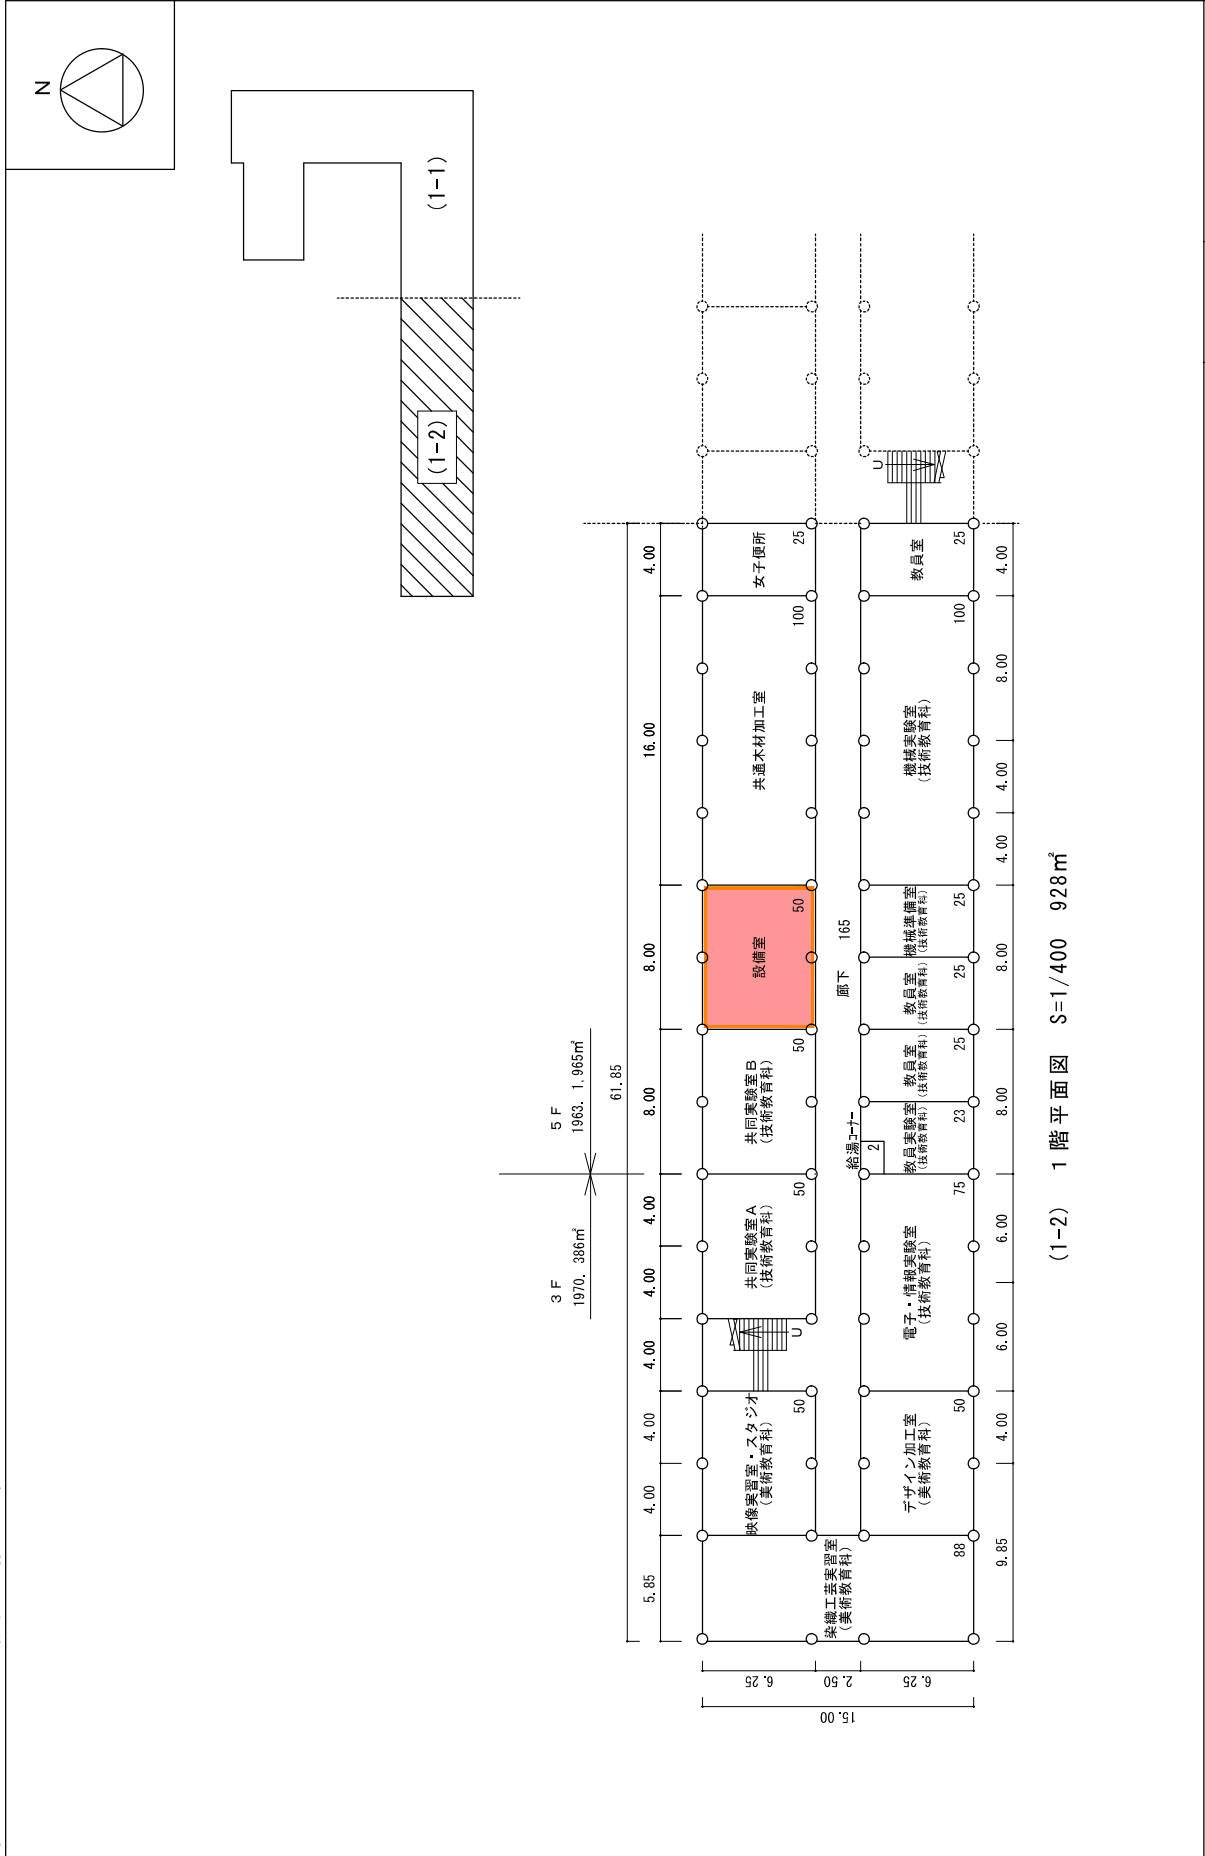 N
(1-1)
(1-2)
5F
1963. 1,965㎡
3F
1970. 386㎡
61.85
5.85
4.00
4.00
4.00
4.00
4.00
8.00
8.00
16.00
4.00
映像実習室・スタジオ
(美術教育科)
50
U
共同実験室A
(技術教育科)
50
共同実験室B
(技術教育科)
50
設備室
50
共通木材加工室
100
女子便所
25
染織工芸実習室
(美術教育科)
88
廊下
165
給湯コーナー
2
デザイン加工室
(美術教育科)
50
電子・情報実験室
(技術教育科)
75
教員実験室
(技術教育科)
23
教員室
(技術教育科)
25
教員室
(技術教育科)
25
機械準備室
(技術教育科)
25
機械実験室
(技術教育科)
100
教員室
25
U
9.85
4.00
6.00
6.00
8.00
8.00
4.00
4.00
8.00
4.00
6.25
2.50
6.25
15.00
(1-2) 1階平面図 S=1/400 928㎡